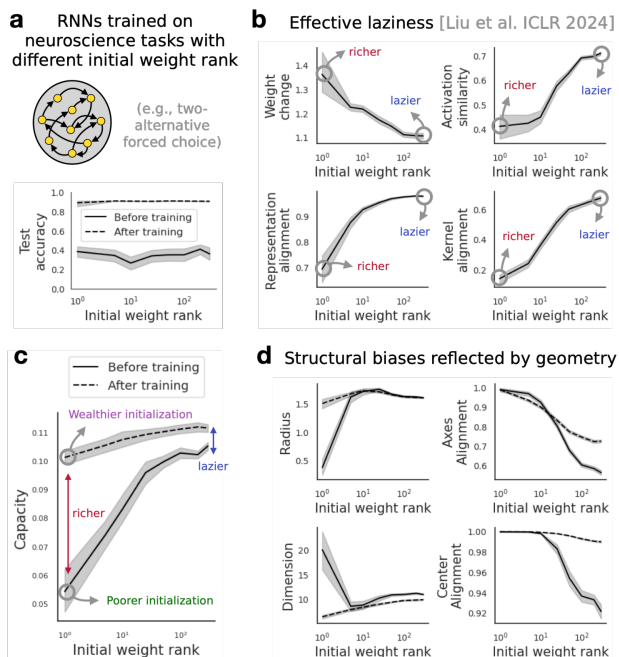 a
RNNs trained on
neuroscience tasks with
different initial weight rank
(e.g., two-
alternative
forced choice)
1.0
0.8
0.6
0.4
0.2
0.0
Test
accuracy
Before training
After training
10⁰
10²
Initial weight rank
b
Effective laziness [Liu et al. ICLR 2024]
1.4
1.3
1.2
1.1
Weight
change
richer
lazier
10⁰
10¹
10²
Initial weight rank
0.7
0.6
0.4
Activation
similarity
richer
lazier
10⁰
10¹
10²
Initial weight rank
0.9
0.8
0.7
Representation
alignment
richer
lazier
10⁰
10¹
10²
Initial weight rank
0.6
0.4
0.2
Kernel
alignment
richer
lazier
10⁰
10¹
10²
Initial weight rank
c
Before training
After training
0.11
0.10
0.09
0.08
0.07
0.06
0.05
Capacity
Wealthier initialization
lazier
richer
Poorer initialization
10⁰
10¹
10²
Initial weight rank
d
Structural biases reflected by geometry
1.5
1.0
0.5
Radius
10⁰
10¹
10²
Initial weight rank
1.0
0.9
0.8
0.7
0.6
Axes
Alignment
10⁰
10¹
10²
Initial weight rank
20
10
Dimension
10⁰
10¹
10²
Initial weight rank
1.00
0.98
0.96
0.94
0.92
Center
Alignment
10⁰
10¹
10²
Initial weight rank